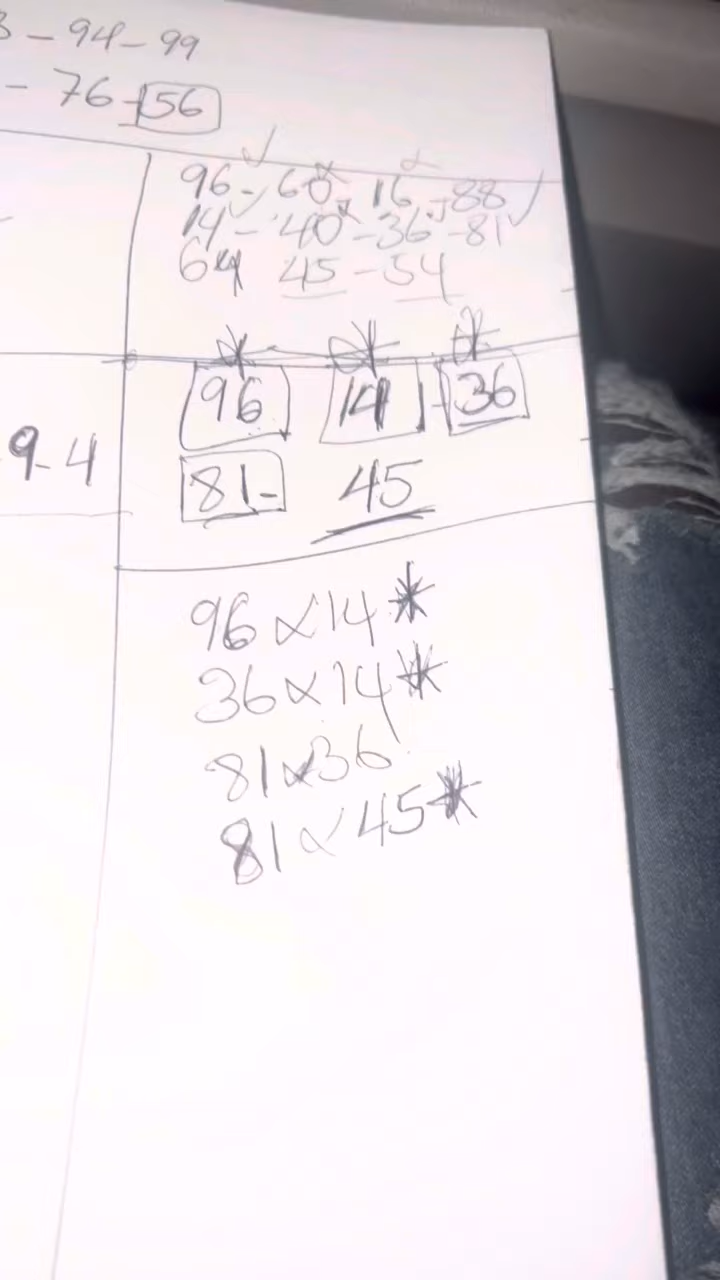 - 94 - 99
- 76 - 56
96 - 60 - 16 - 88
14 - 40 - 36 - 81
64 45 - 54
96 14 - 36
9-4
81 - 45
96 x 14 *
36 x 14 *
81 x 36
81 x 45 *